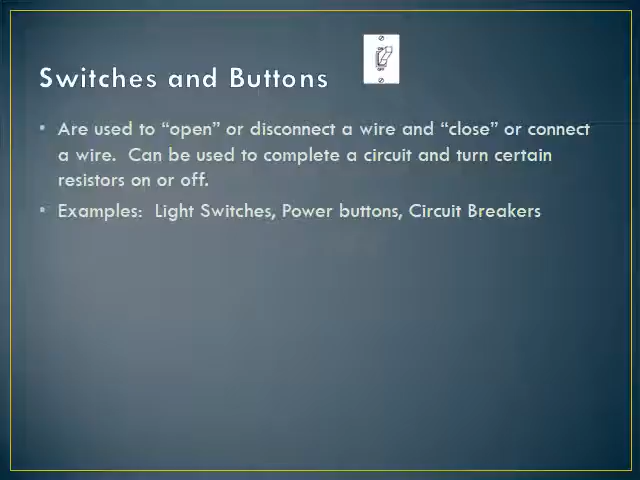 Switches and Buttons
• Are used to “open” or disconnect a wire and “close” or connect
a wire.  Can be used to complete a circuit and turn certain
resistors on or off.
• Examples:  Light Switches, Power buttons, Circuit Breakers